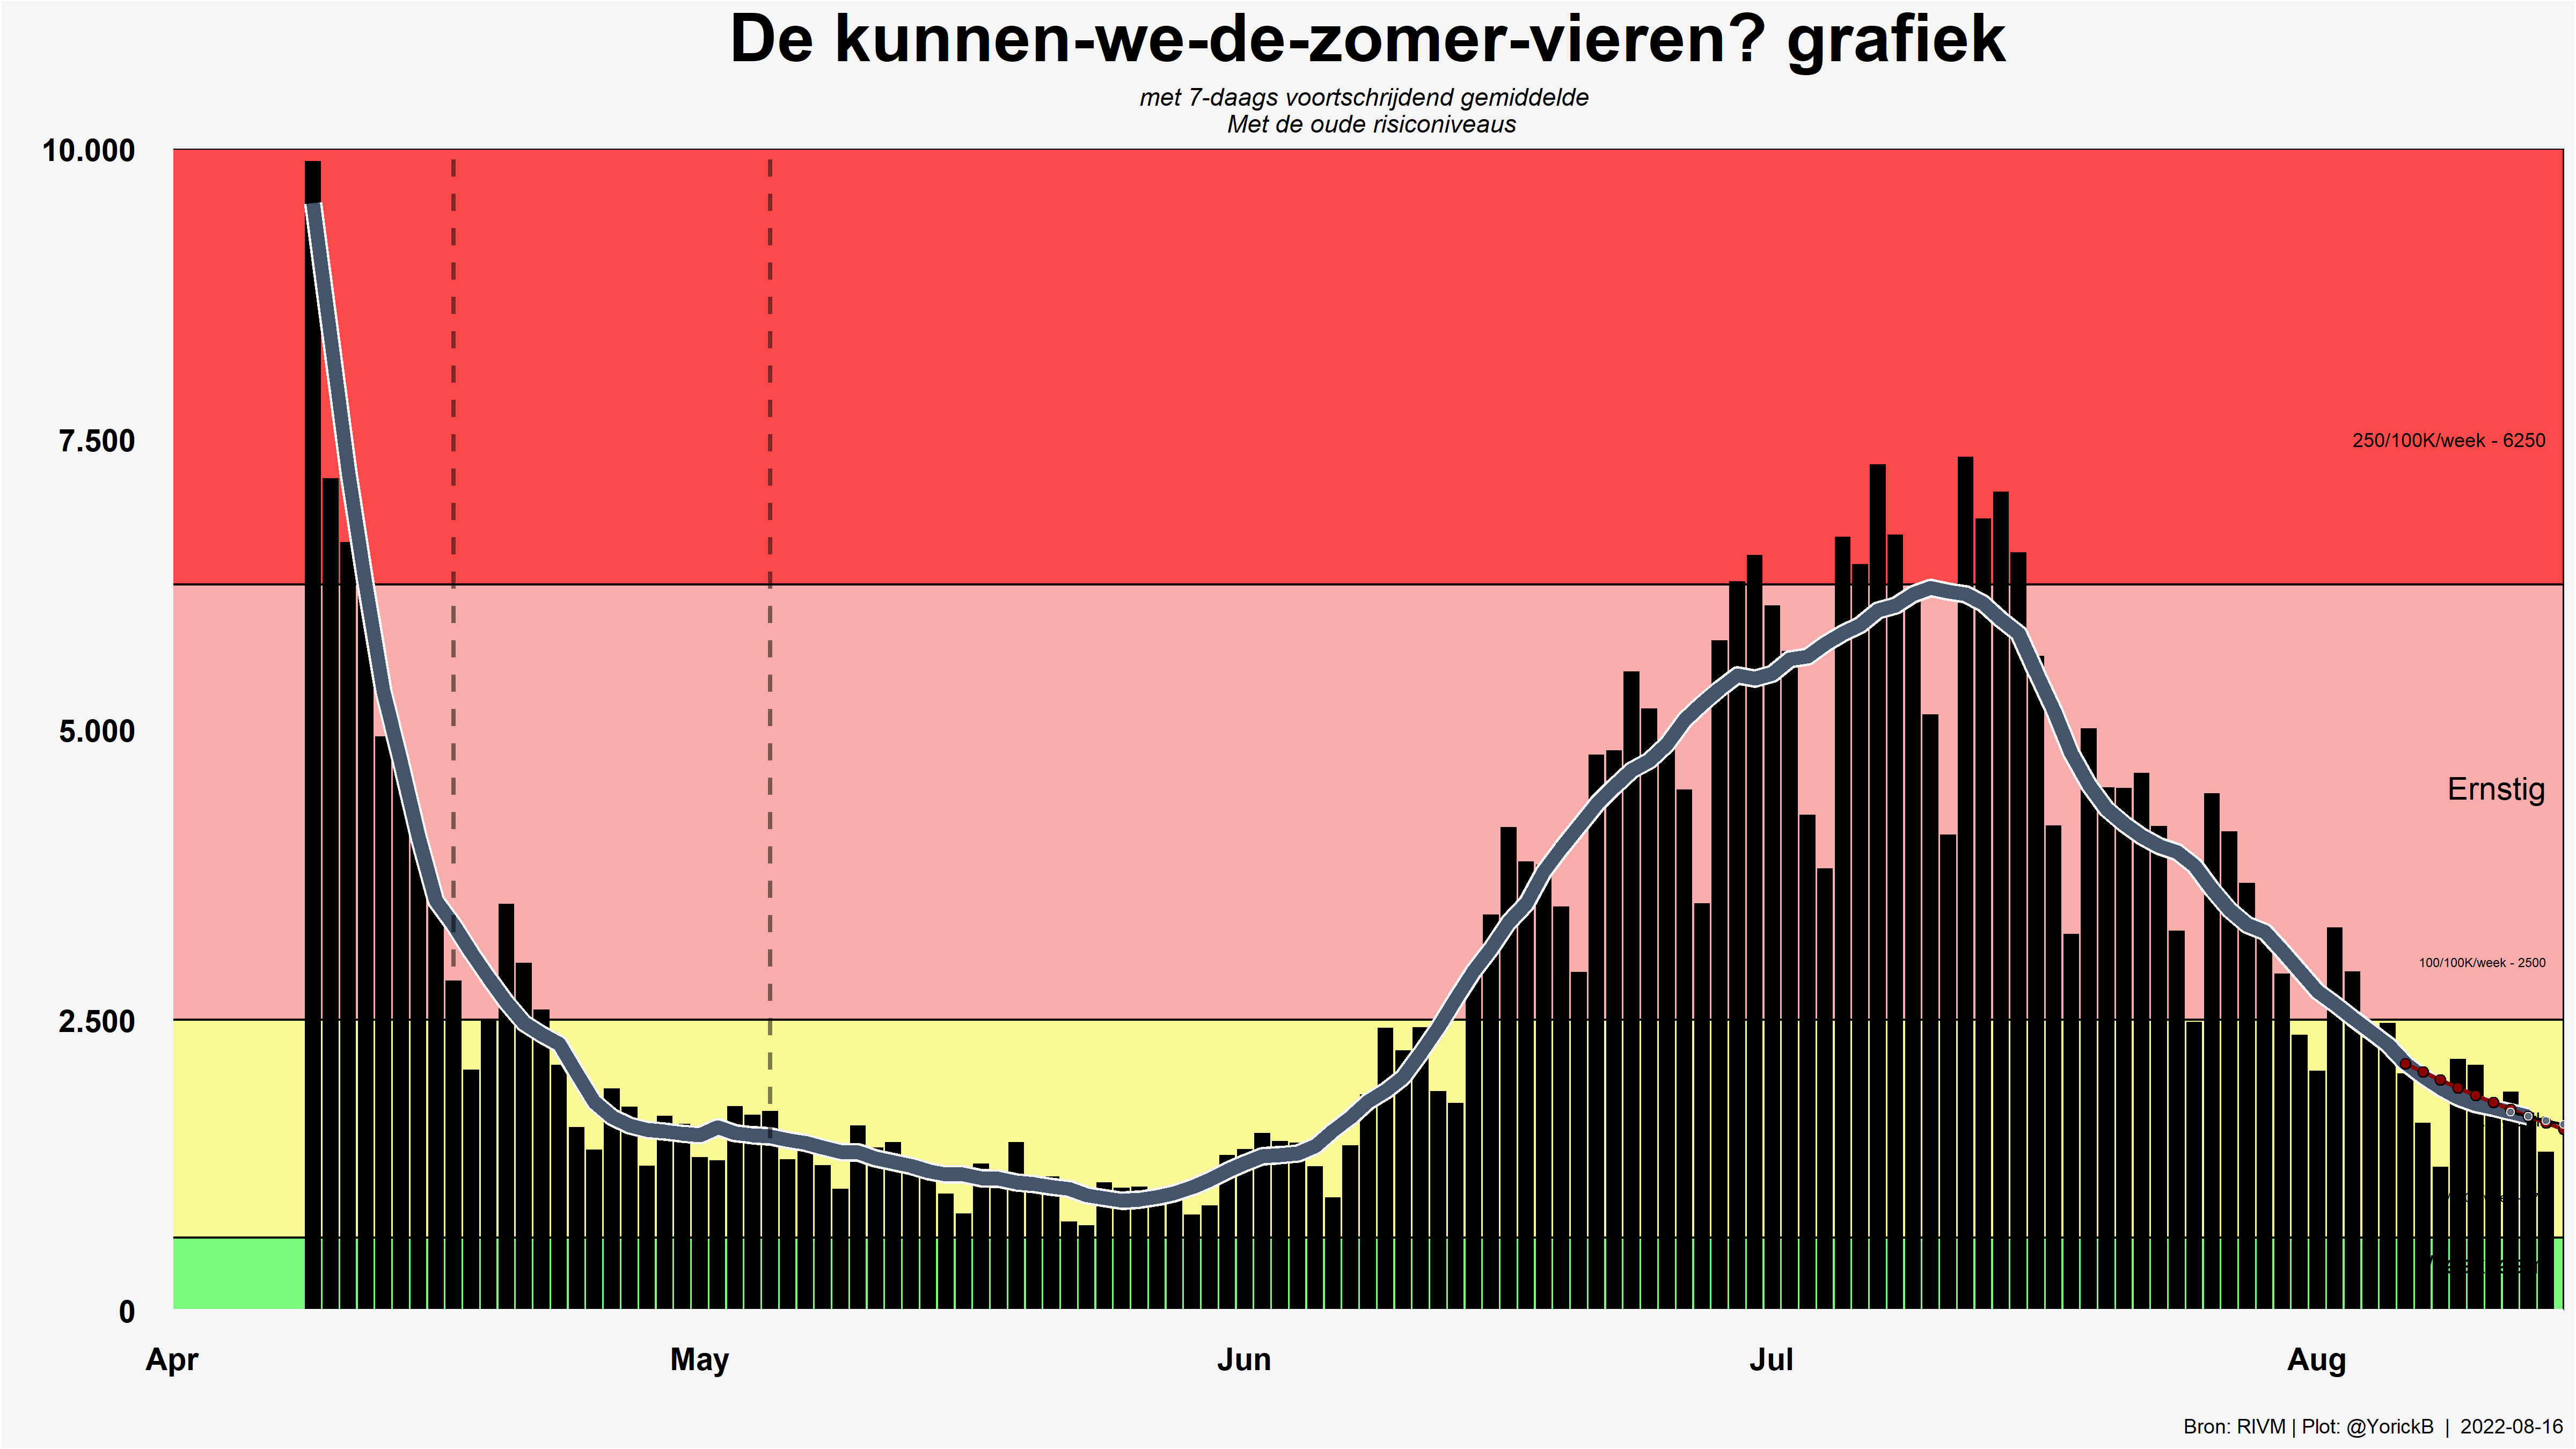 De kunnen-we-de-zomer-vieren? grafiek
met 7-daags voortschrijdend gemiddelde
Met de oude risiconiveaus
10.000
7.500
250/100K/week - 6250
5.000
Ernstig
100/100K/week - 2500
2.500
0
Apr May Jun Jul Aug
Bron: RIVM | Plot: @YorickB | 2022-08-16